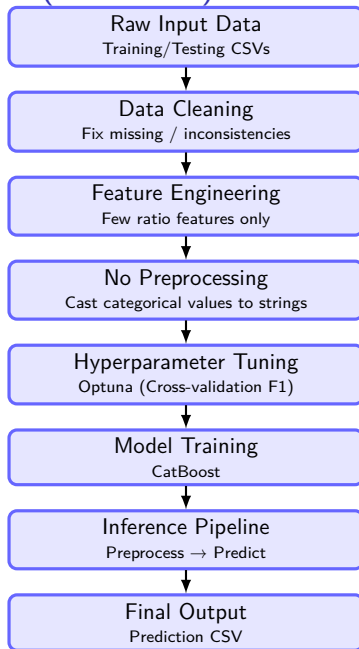 Raw Input Data
Training/Testing CSVs
Data Cleaning
Fix missing / inconsistencies
Feature Engineering
Few ratio features only
No Preprocessing
Cast categorical values to strings
Hyperparameter Tuning
Optuna (Cross-validation F1)
Model Training
CatBoost
Inference Pipeline
Preprocess → Predict
Final Output
Prediction CSV